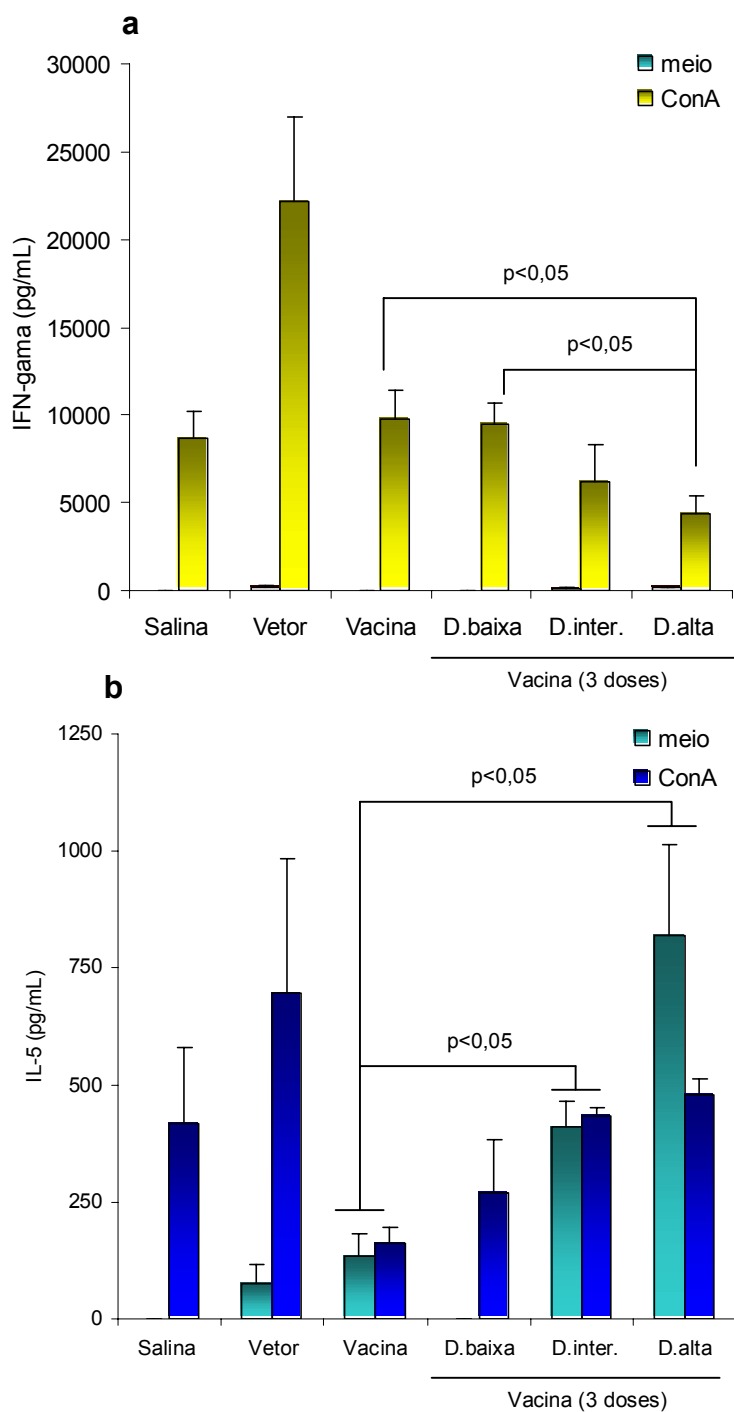 a
meio
ConA
IFN-gama (pg/mL)
30000
25000
20000
15000
10000
5000
0
p<0,05
p<0,05
Salina Vetor Vacina D.baixa D.inter. D.alta
Vacina (3 doses)
b
meio
ConA
IL-5 (pg/mL)
1250
1000
750
500
250
0
p<0,05
p<0,05
Salina Vetor Vacina D.baixa D.inter. D.alta
Vacina (3 doses)